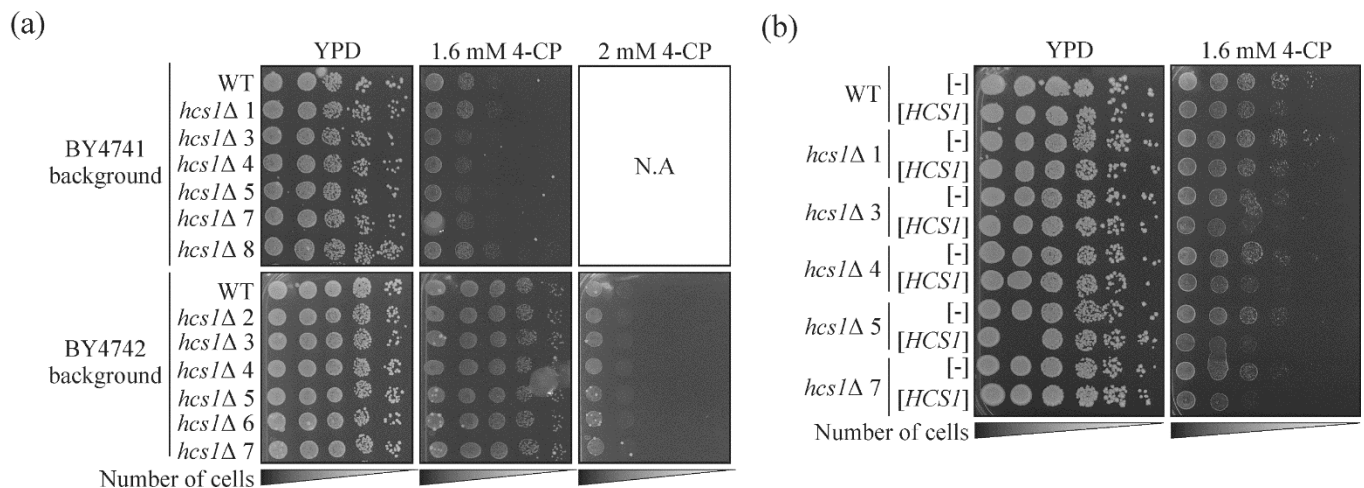 (a)
YPD 1.6 mM 4-CP 2 mM 4-CP
BY4741
background
WT
hcs1Δ 1
hcs1Δ 3
hcs1Δ 4
hcs1Δ 5
hcs1Δ 7
hcs1Δ 8
N.A
BY4742
background
WT
hcs1Δ 2
hcs1Δ 3
hcs1Δ 4
hcs1Δ 5
hcs1Δ 6
hcs1Δ 7
Number of cells
(b)
YPD 1.6 mM 4-CP
WT [-]
[HCS1]
hcs1Δ 1 [-]
[HCS1]
hcs1Δ 3 [-]
[HCS1]
hcs1Δ 4 [-]
[HCS1]
hcs1Δ 5 [-]
[HCS1]
hcs1Δ 7 [-]
[HCS1]
Number of cells